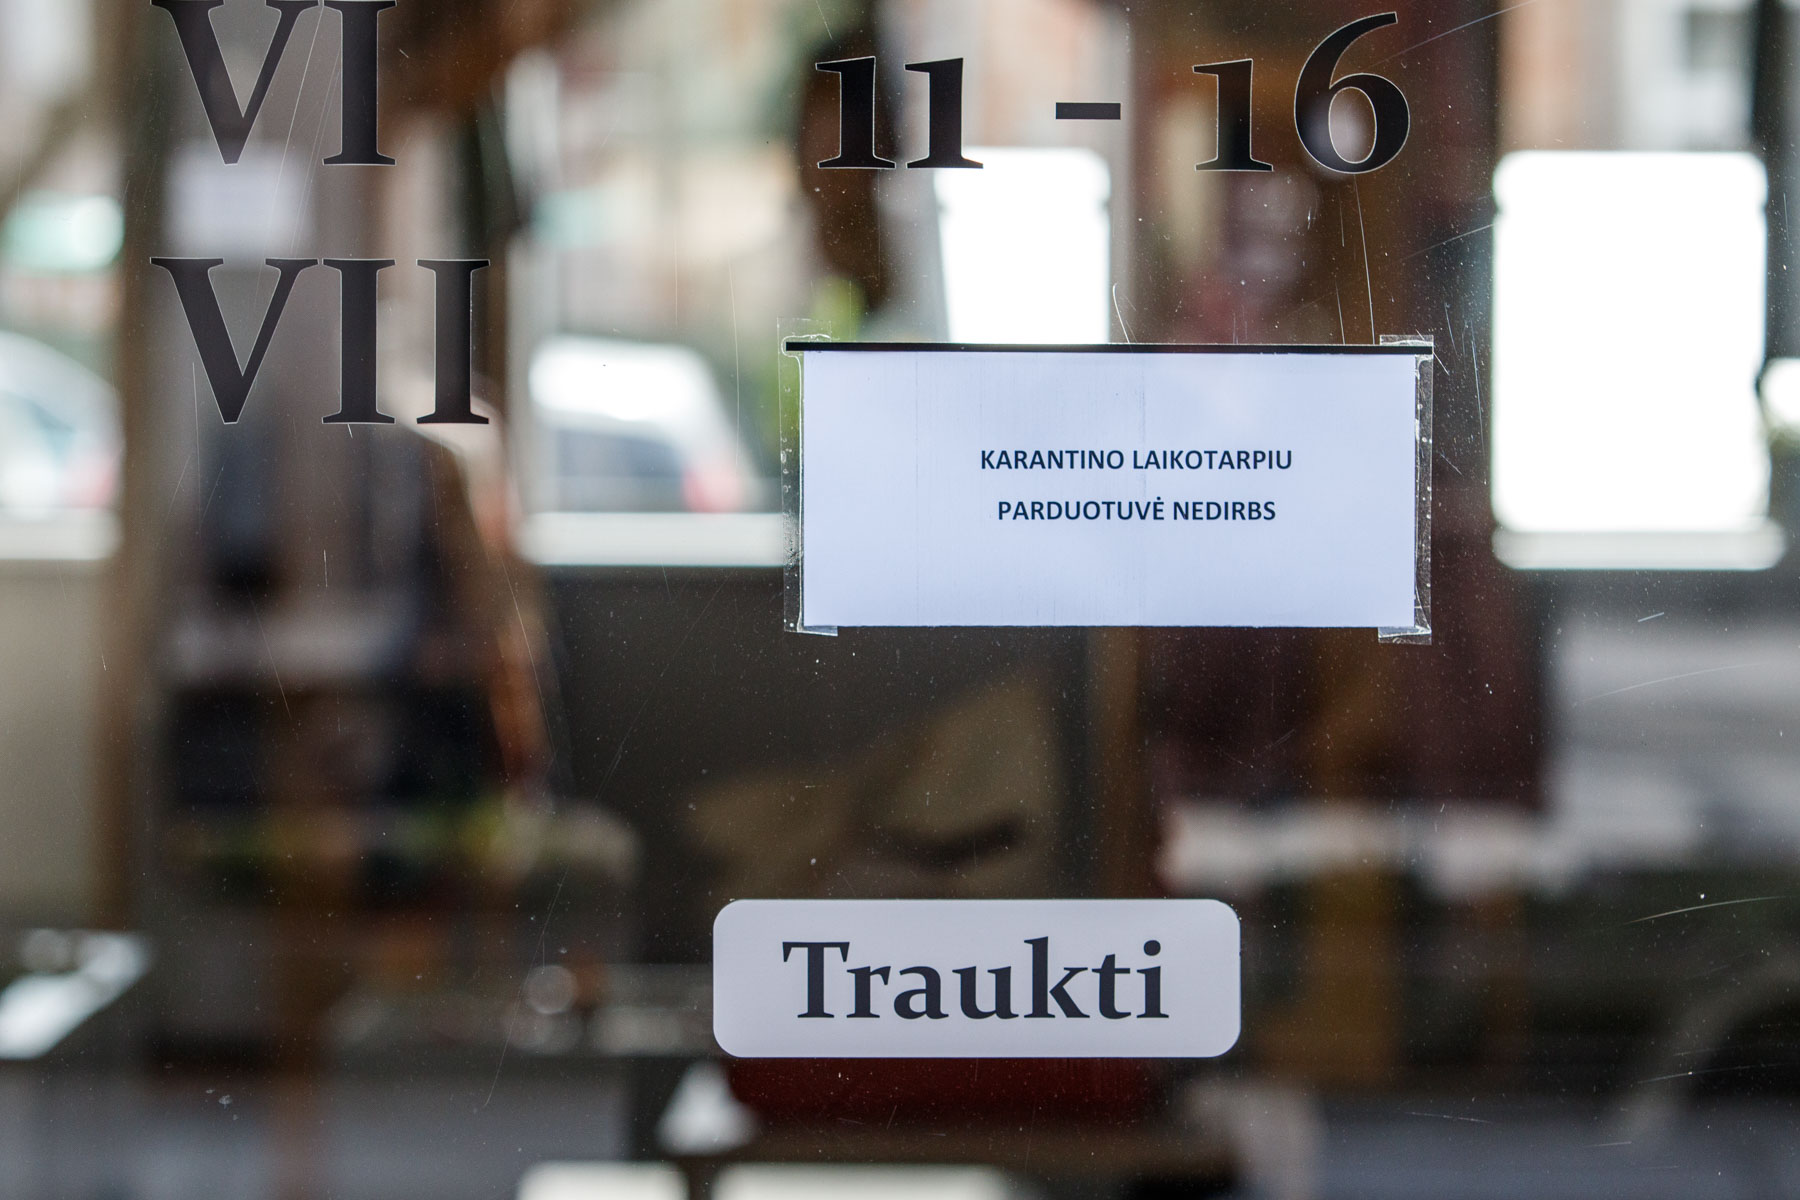 VI 11 - 16
VII
KARANTINO LAIKOTARPIU
PARDUOTUVĖ NEDIRBS
Traukti